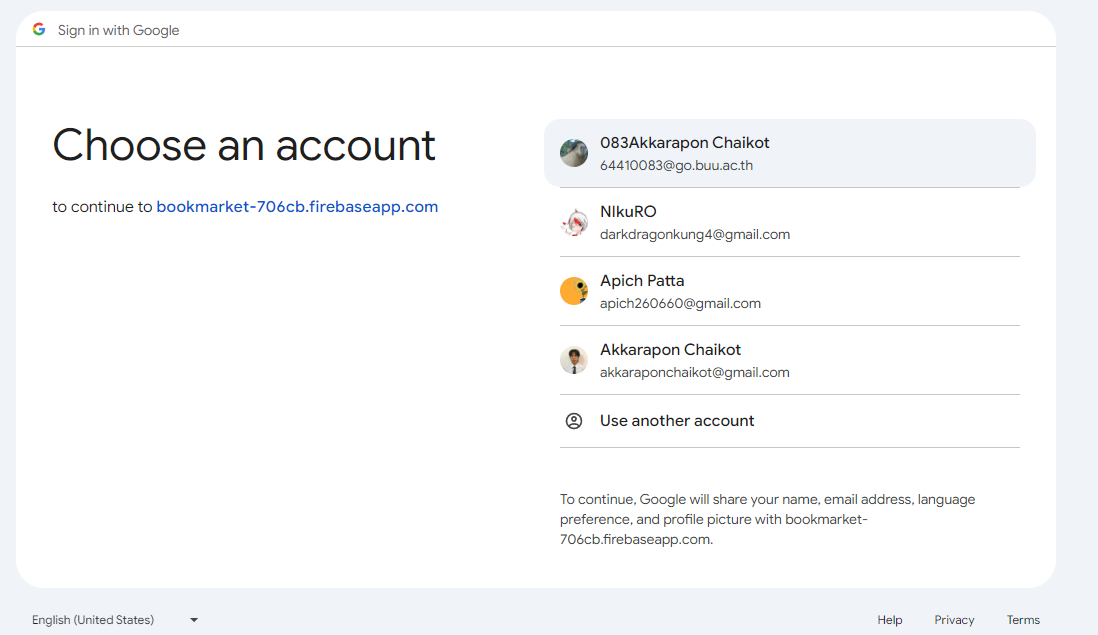 Sign in with Google
Choose an account
to continue to bookmarket-706cb.firebaseapp.com
083Akkarapon Chaikot
64410083@go.buu.ac.th
NIkuRO
darkdragonkung4@gmail.com
Apich Patta
apich260660@gmail.com
Akkarapon Chaikot
akkaraponchaikot@gmail.com
Use another account
To continue, Google will share your name, email address, language
preference, and profile picture with bookmarket-
706cb.firebaseapp.com.
English (United States)
Help Privacy Terms